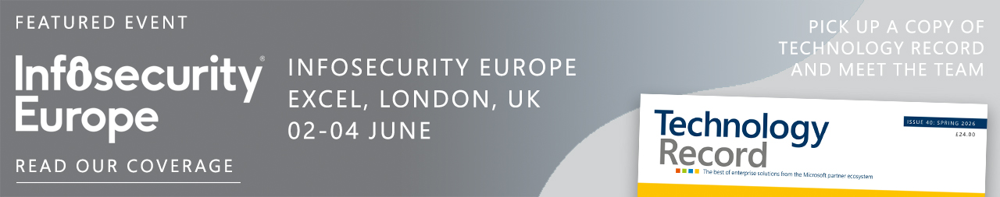 FEATURED EVENT
Infosecurity®
Europe
READ OUR COVERAGE
INFOSECURITY EUROPE
EXCEL, LONDON, UK
02-04 JUNE
PICK UP A COPY OF
TECHNOLOGY RECORD
AND MEET THE TEAM
Technology
Record
The best of enterprise solutions from the Microsoft partner ecosystem
ISSUE 40: SPRING 2026
£24.00